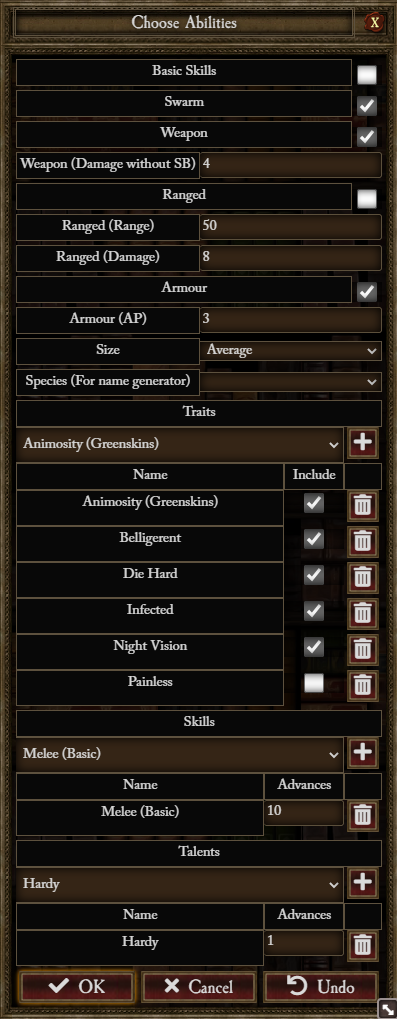 Choose Abilities X
Basic Skills
Swarm
Weapon
Weapon (Damage without SB) 4
Ranged
Ranged (Range) 50
Ranged (Damage) 8
Armour
Armour (AP) 3
Size Average
Species (For name generator)
Traits
Animosity (Greenskins)
Name Include
Animosity (Greenskins)
Belligerent
Die Hard
Infected
Night Vision
Painless
Skills
Melee (Basic)
Name Advances
Melee (Basic) 10
Talents
Hardy
Name Advances
Hardy 1
OK Cancel Undo